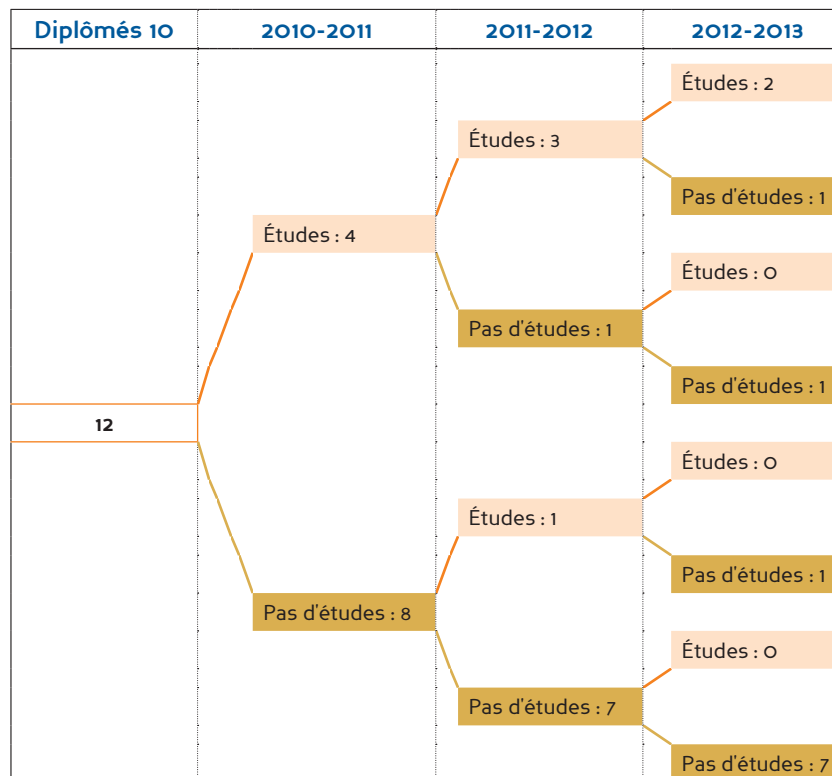 Diplômés 10 2010-2011 2011-2012 2012-2013
Études : 2
Études : 3
Pas d'études : 1
Études : 4
Études : 0
Pas d'études : 1
Pas d'études : 1
12
Études : 0
Études : 1
Pas d'études : 1
Pas d'études : 8
Études : 0
Pas d'études : 7
Pas d'études : 7